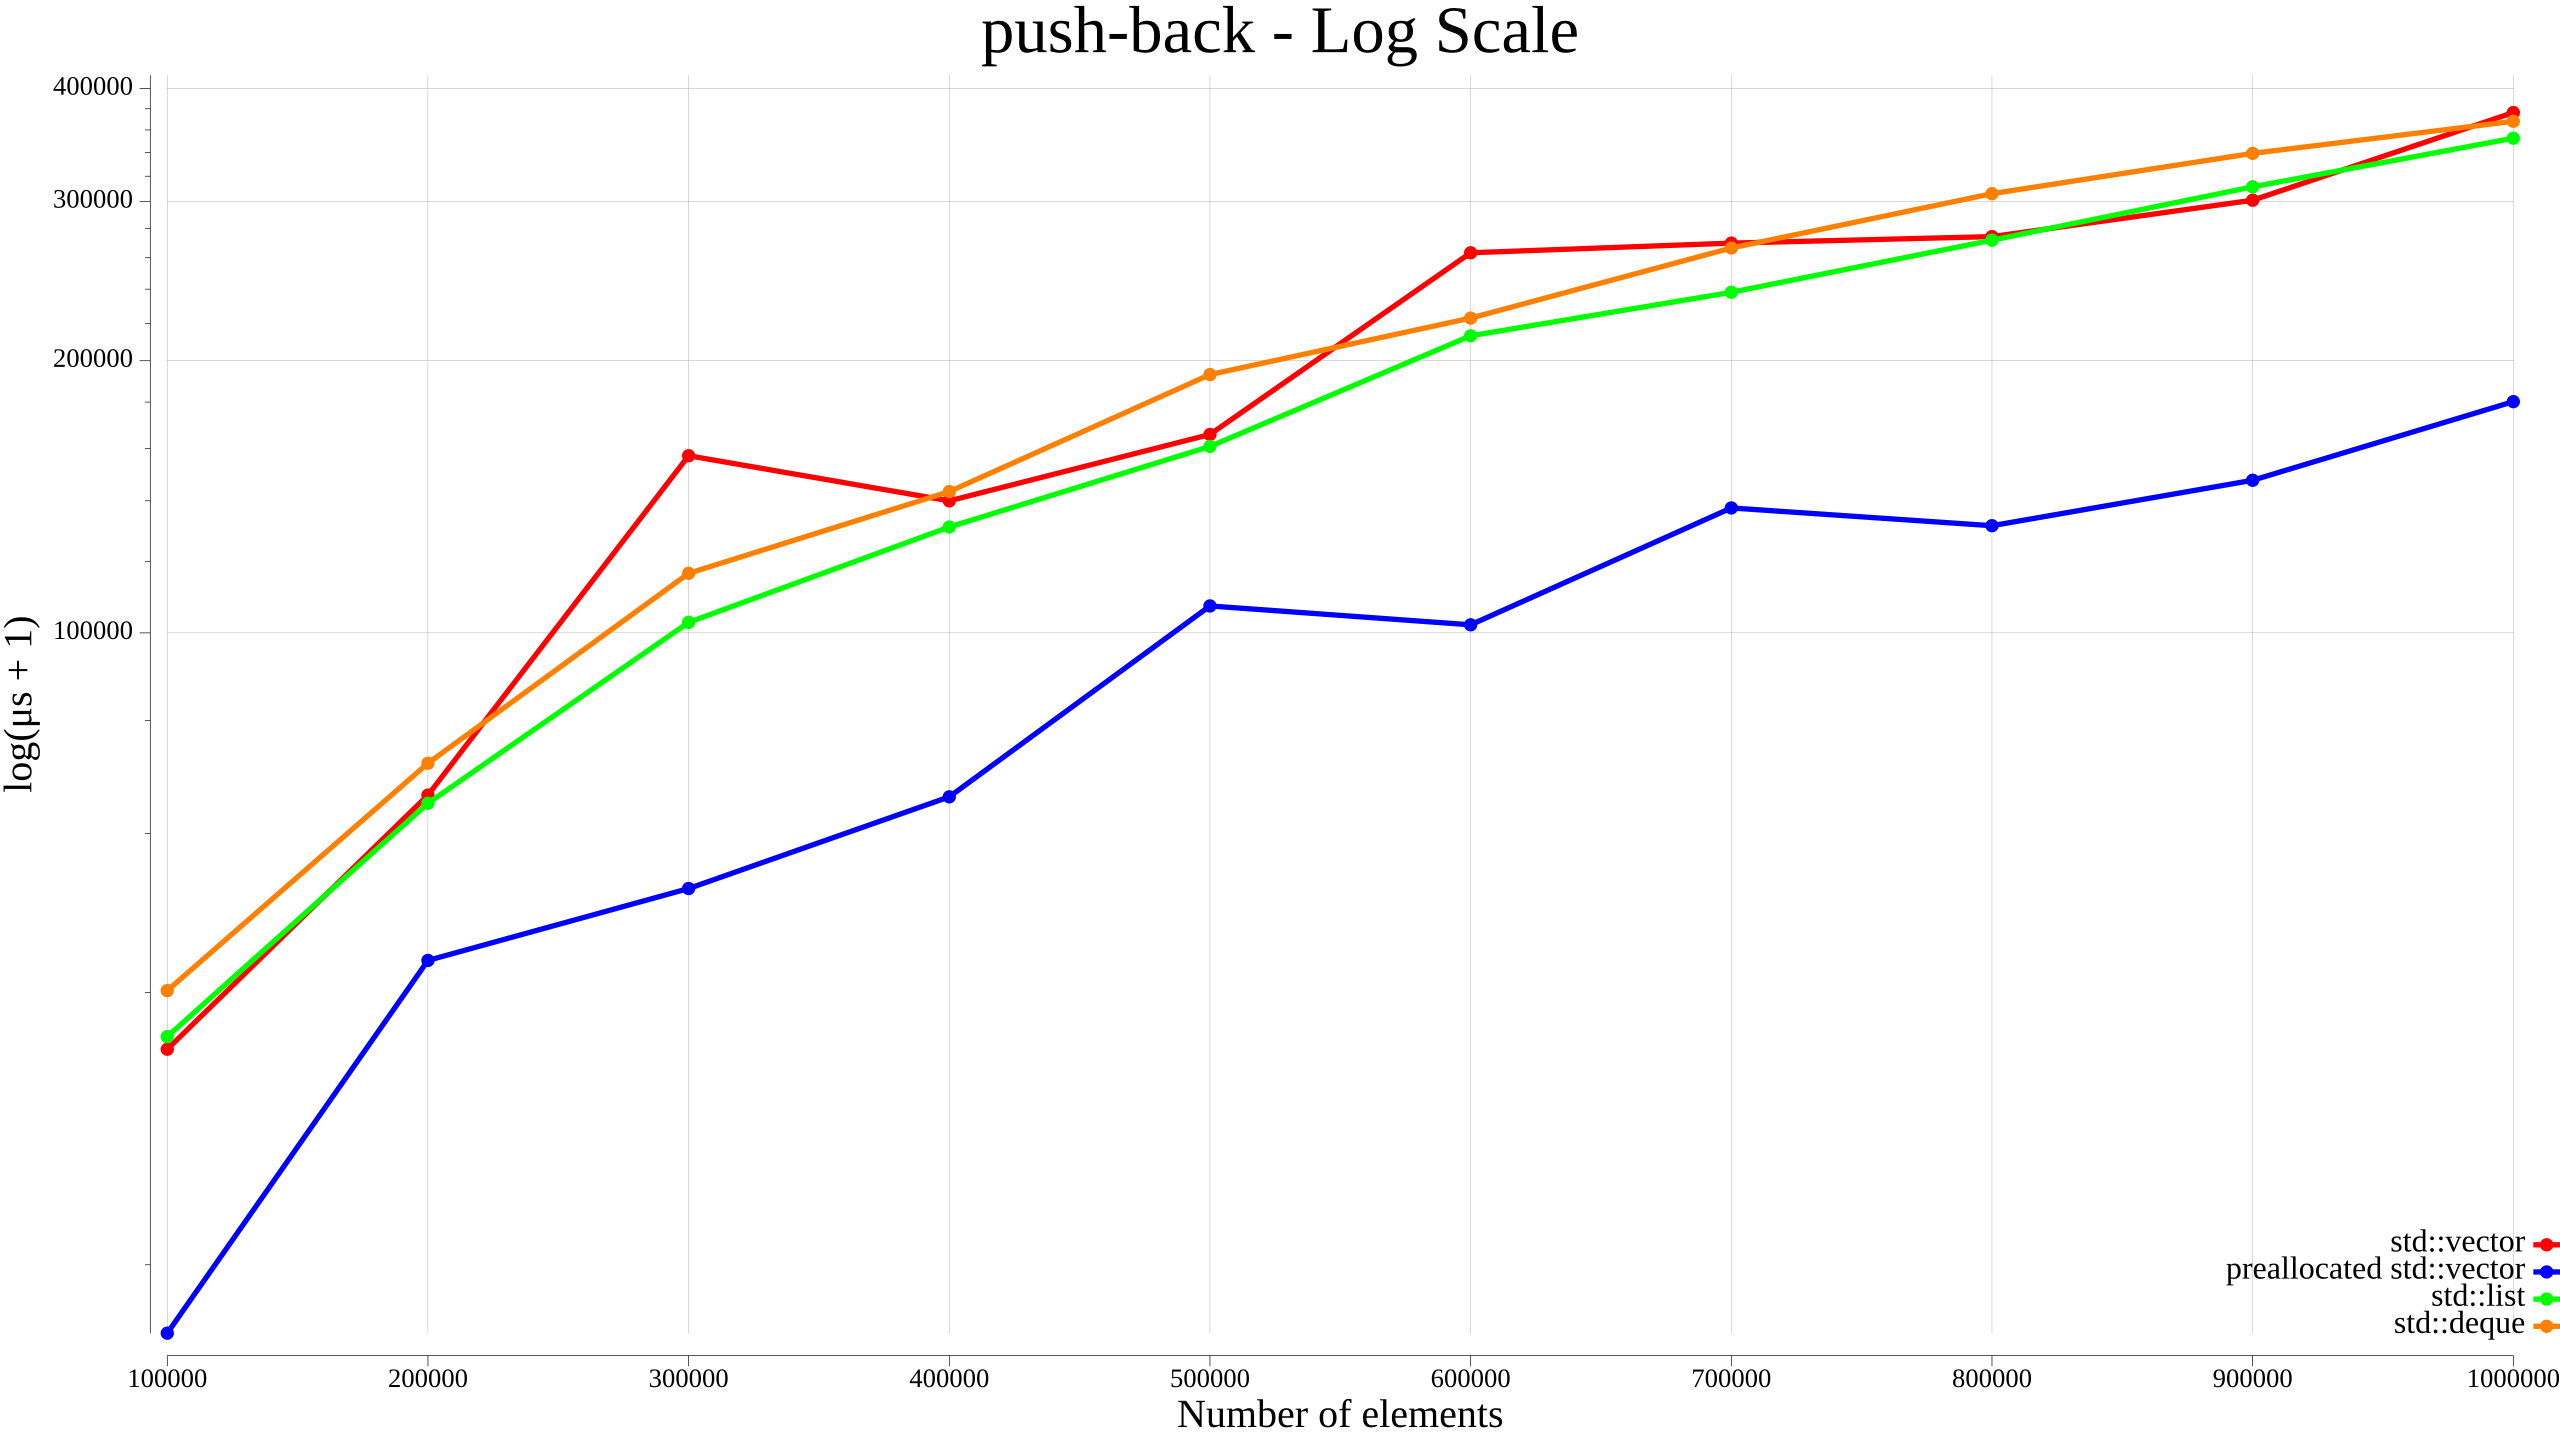 push-back - Log Scale
400000
300000
200000
100000
log(µs + 1)
std::vector
preallocated std::vector
std::list
std::deque
100000 200000 300000 400000 500000 600000 700000 800000 900000 1000000
Number of elements